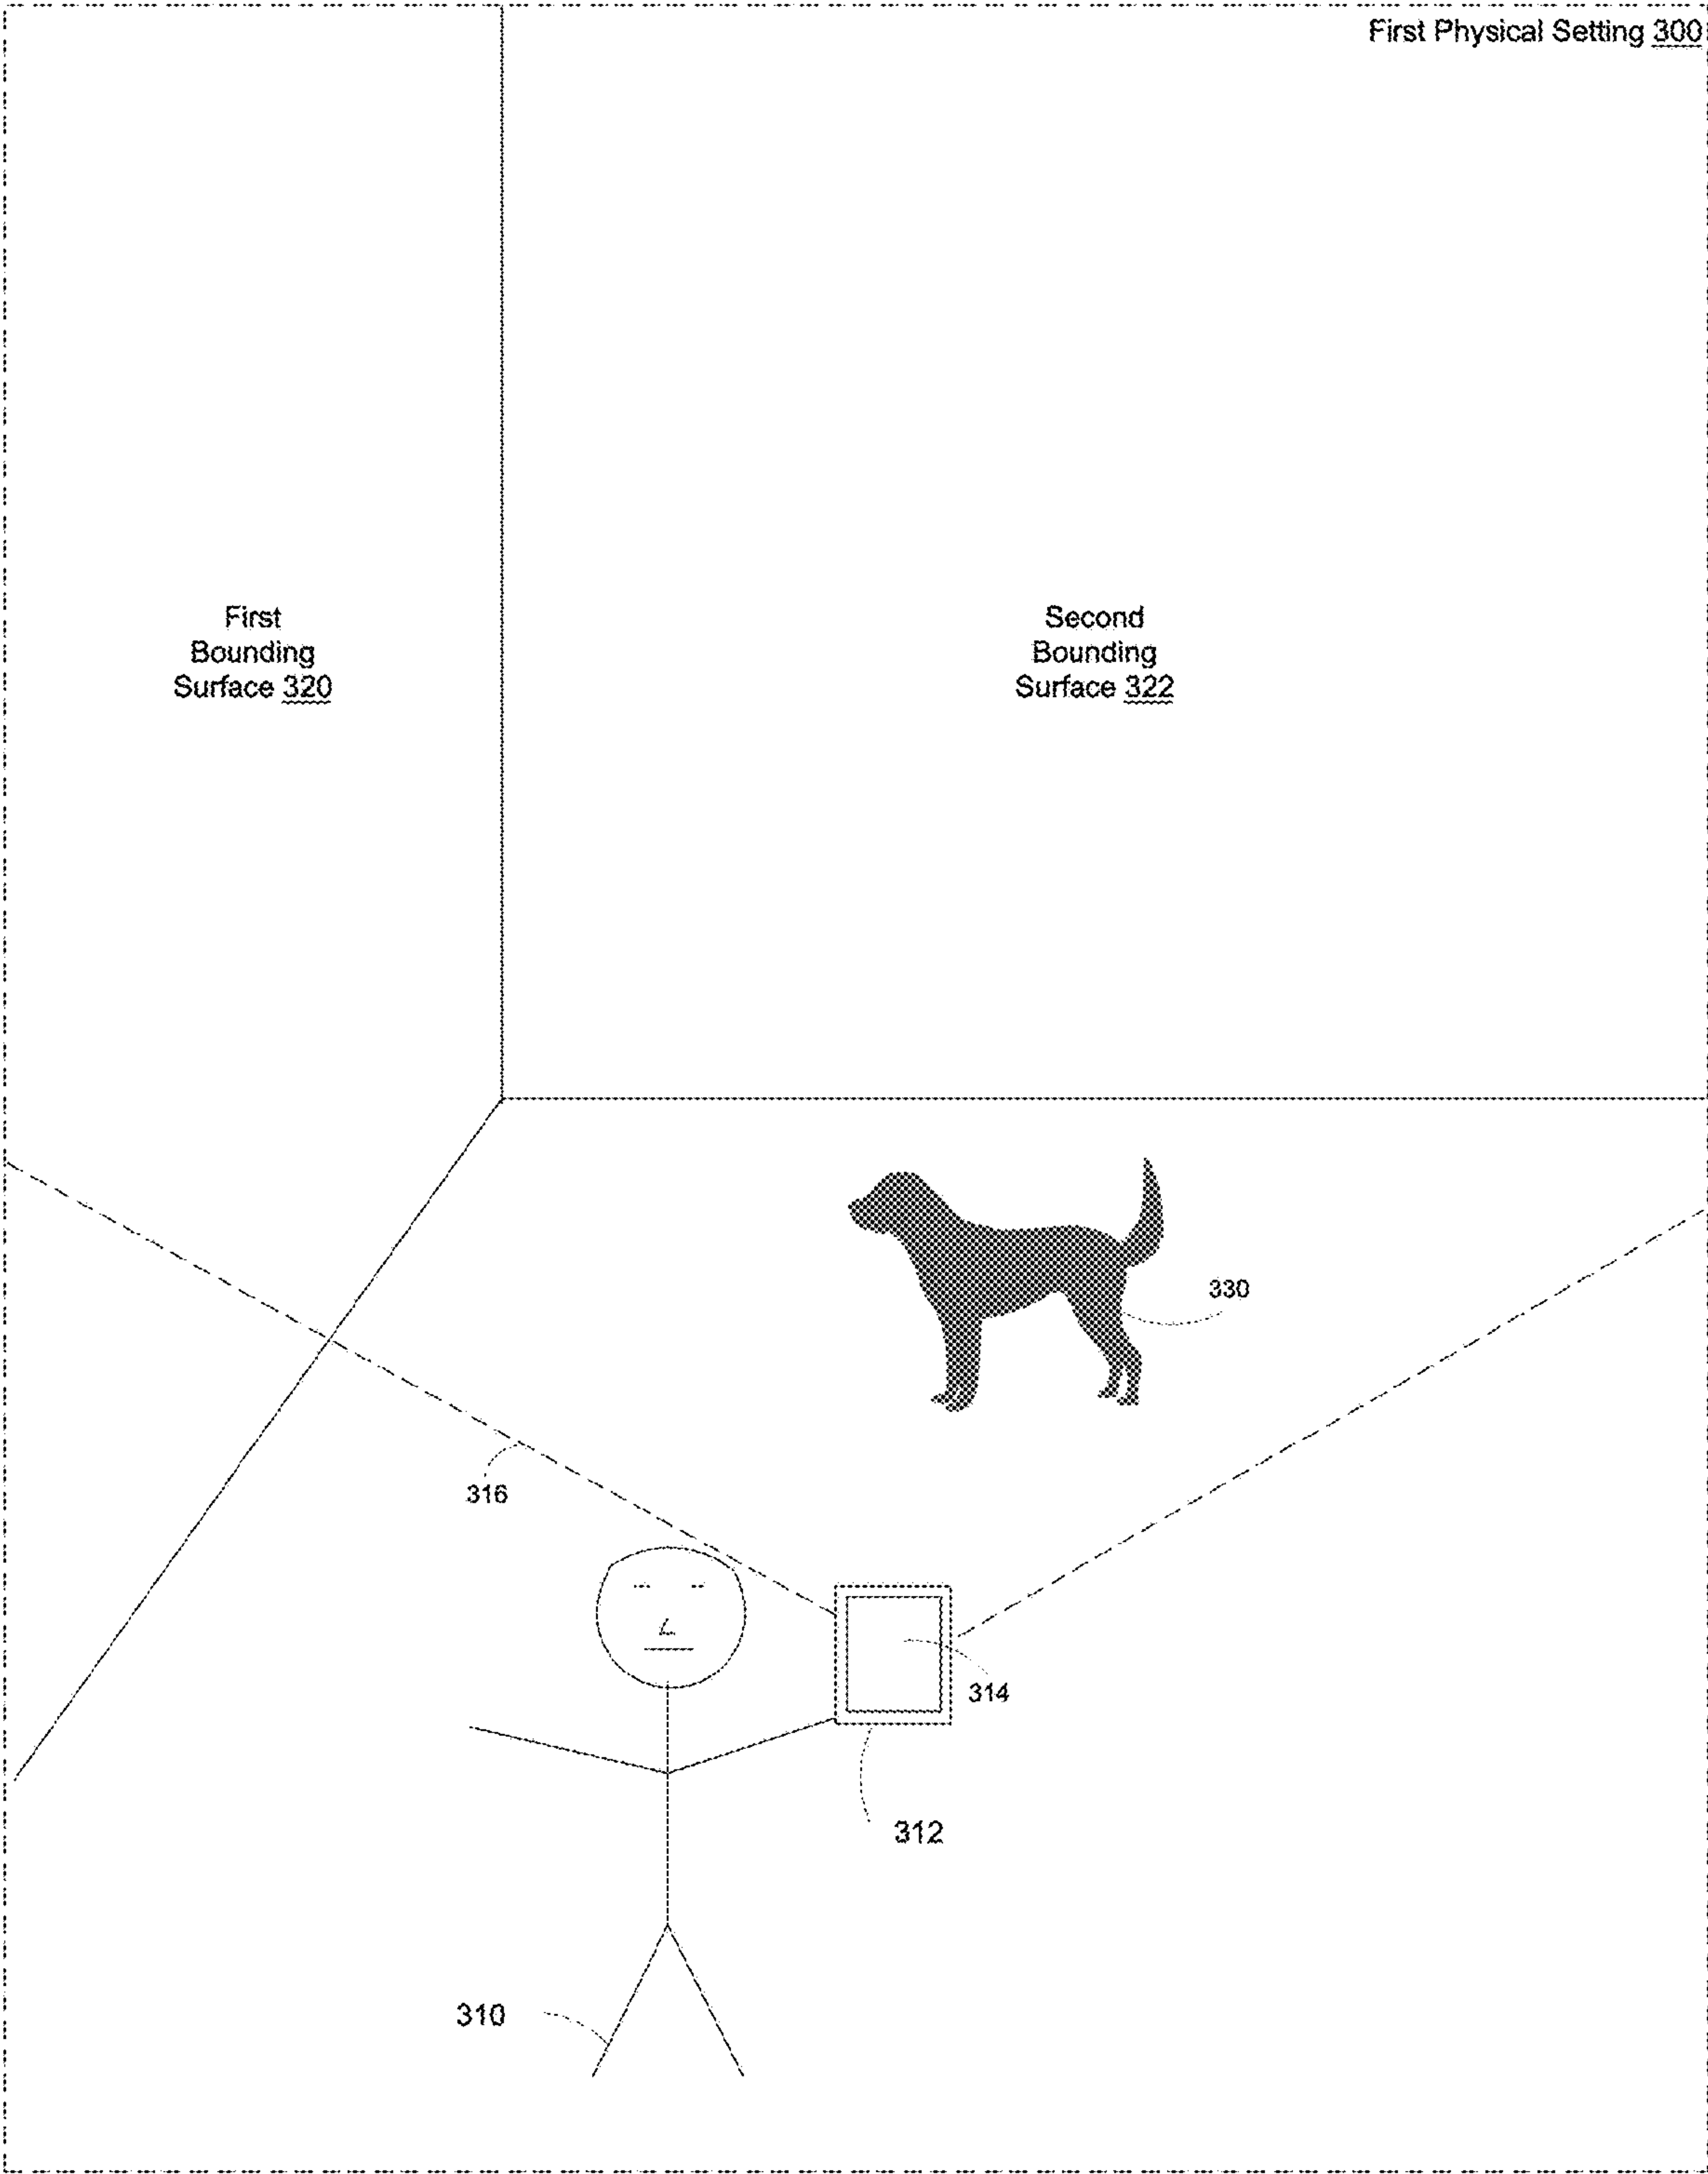 First Physical Setting 300
First
Bounding
Surface 320
Second
Bounding
Surface 322
330
316
314
312
310